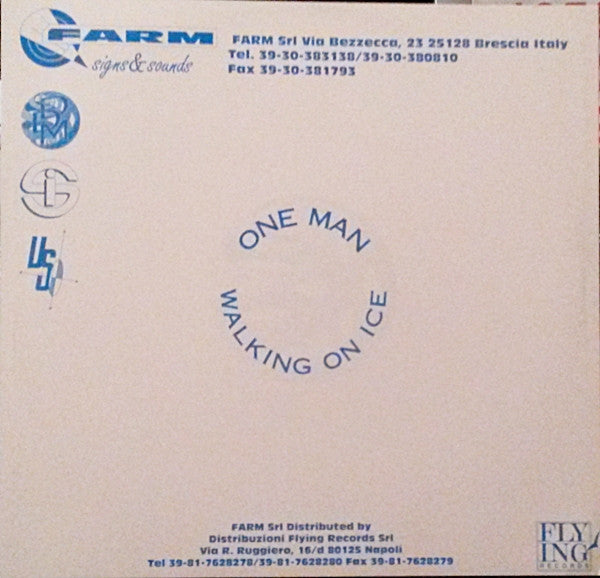 FARM
signs & sounds
FARM Srl Via Bezzecca, 23 25128 Brescia Italy
Tel. 39-30-383138/39-30-380810
Fax 39-30-381793
US
ONE MAN
WALKING ON ICE
FARM Srl Distributed by
Distribuzioni Flying Records Srl
Via R. Ruggiero, 16/d 80125 Napoli
Tel 39-81-7628278/39-81-7628280 Fax 39-81-7628279
FLY
ING
RECORDS